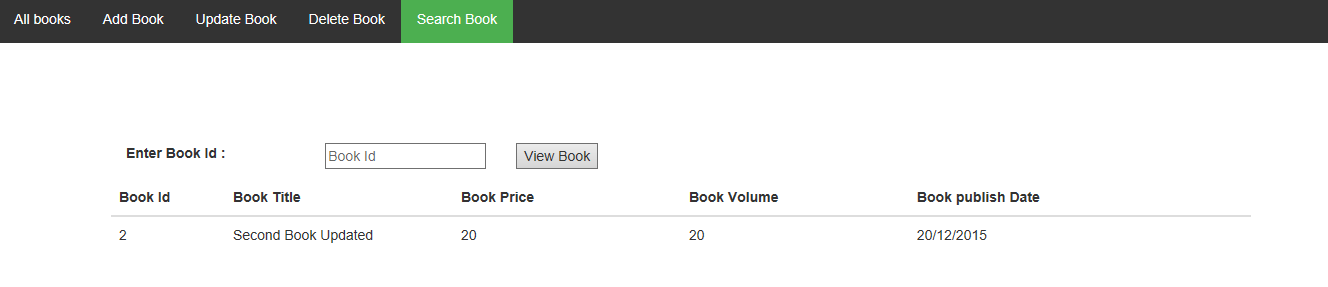 All books Add Book Update Book Delete Book Search Book
Enter Book Id : Book Id View Book
Book Id Book Title Book Price Book Volume Book publish Date
2 Second Book Updated 20 20 20/12/2015